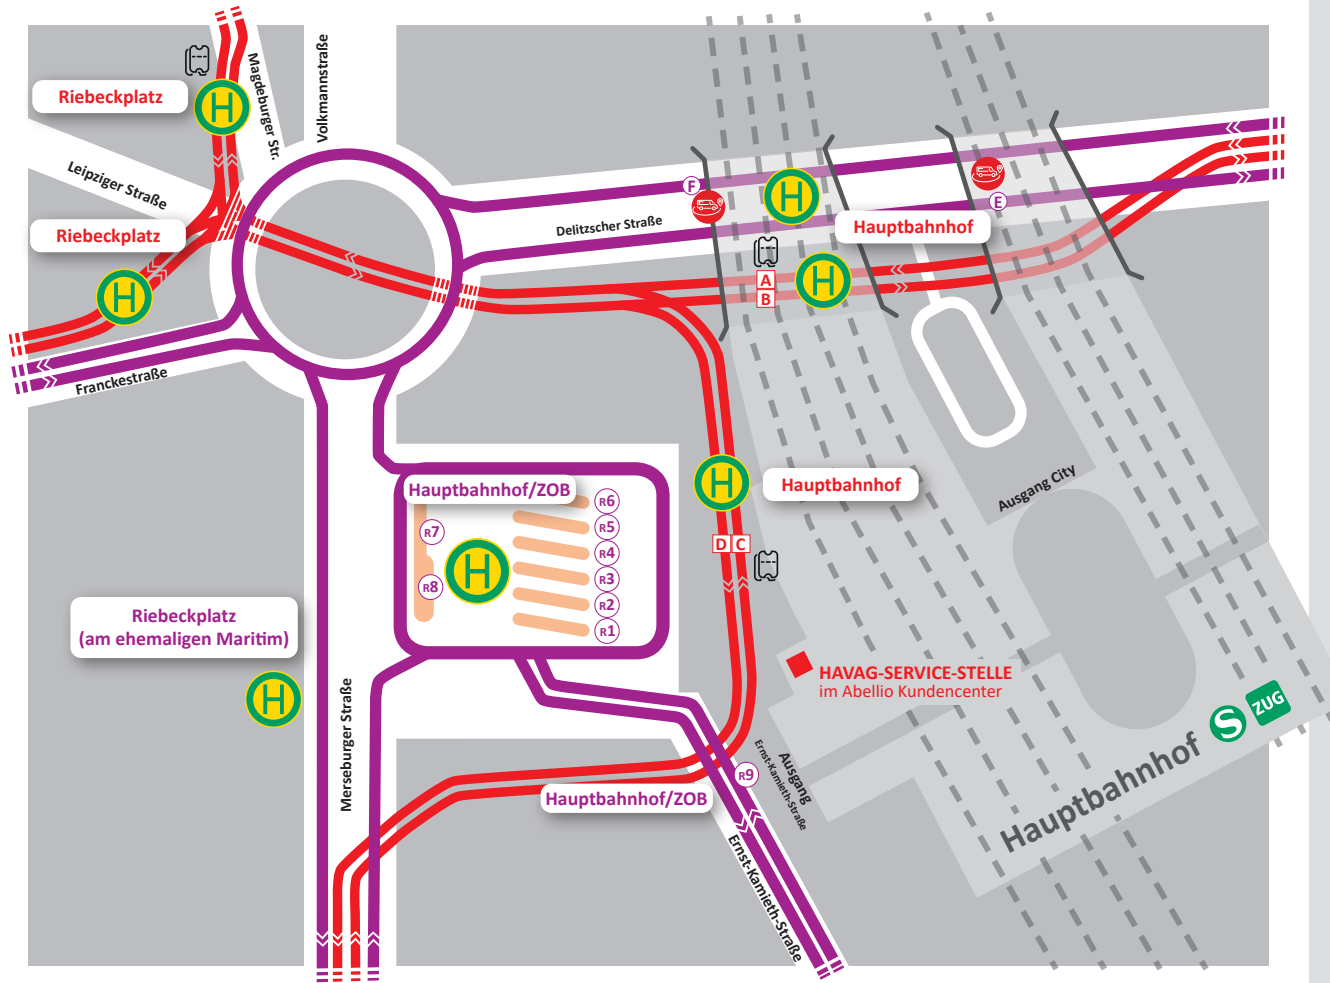 Magdeburger Str.
Volkmannstraße
Riebeckplatz
H
Leipziger Straße
F
H
E
Delitzscher Straße
Hauptbahnhof
Riebeckplatz
A
B
H
H
Franckestraße
Hauptbahnhof/ZOB
H
Hauptbahnhof
Ausgang City
R6
R5
R4
R3
R2
R1
R7
R8
H
D C
Riebeckplatz
(am ehemaligen Maritim)
H
HAVAG-SERVICE-STELLE
im Abellio Kundencenter
Merseburger Straße
S
ZUG
Hauptbahnhof
Ausgang
Ernst-Kamieth-Straße
R9
Hauptbahnhof/ZOB
Ernst-Kamieth-Straße